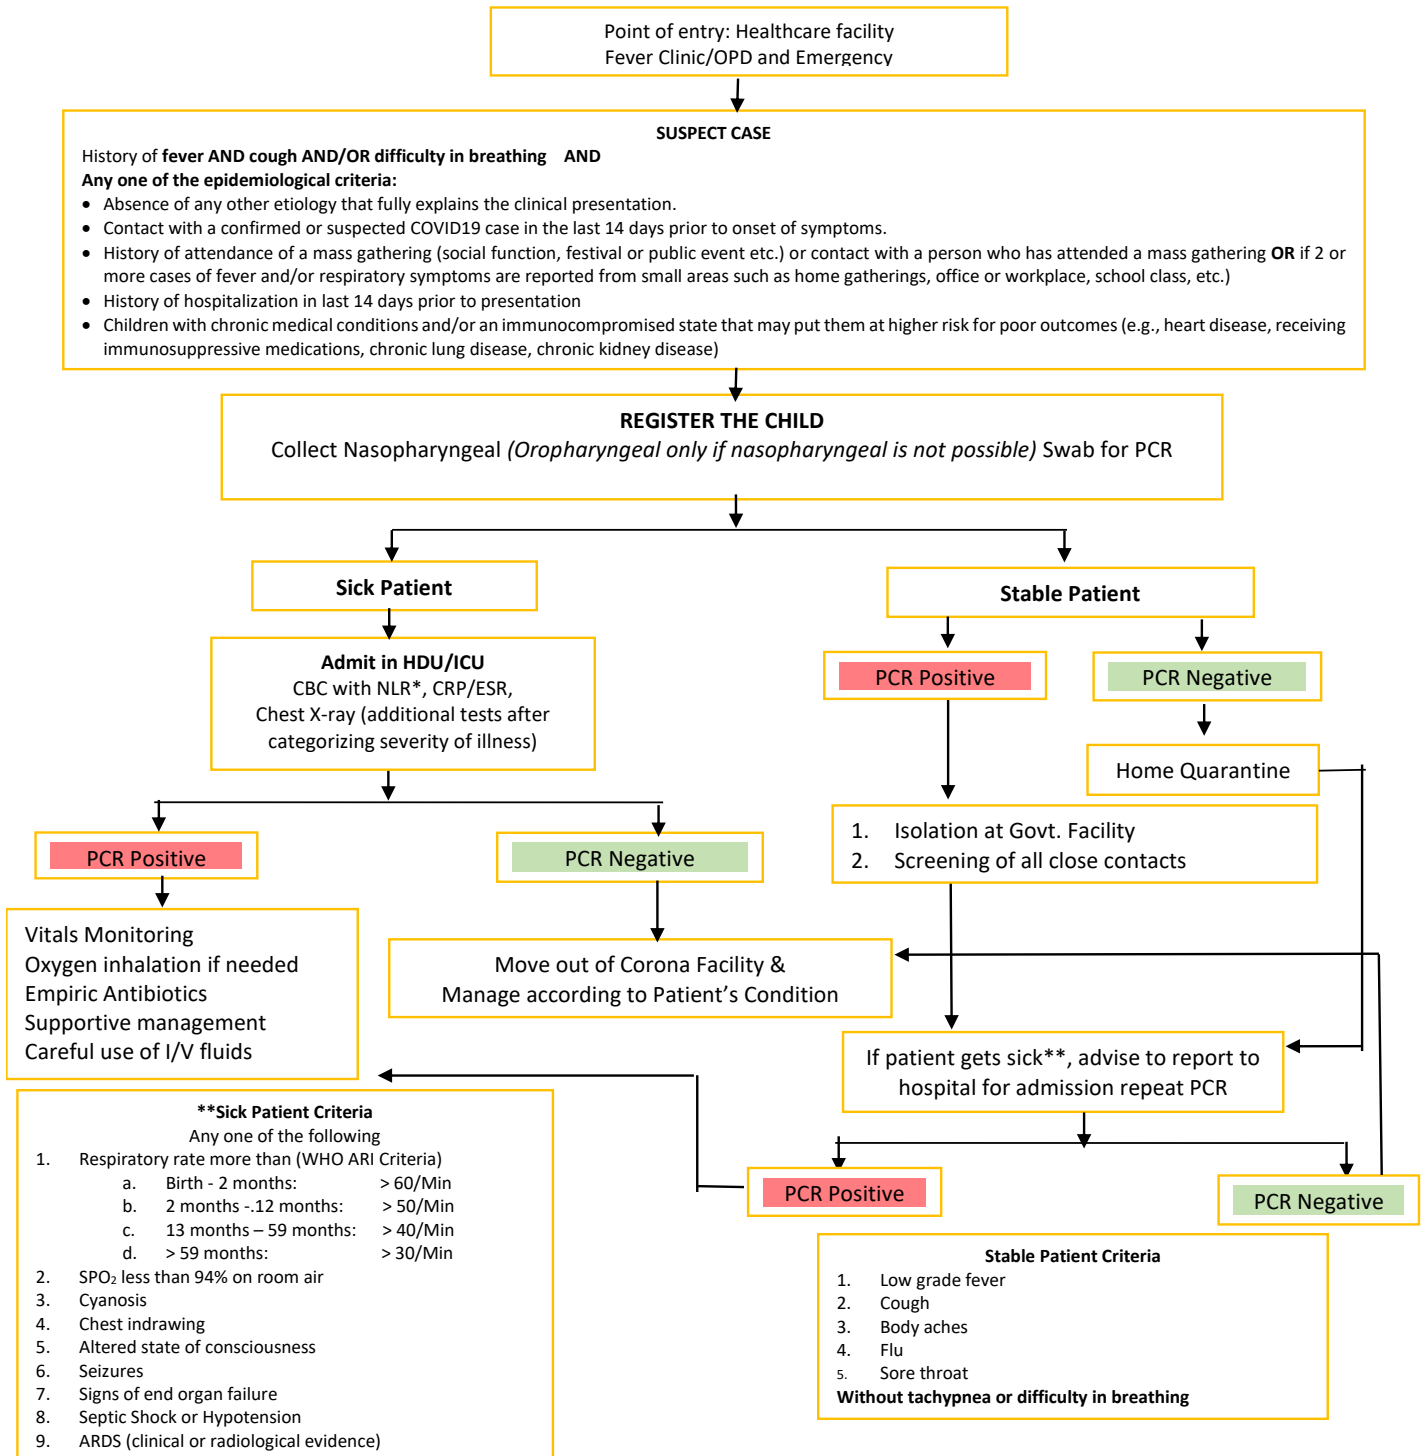 Point of entry: Healthcare facility
Fever Clinic/OPD and Emergency
SUSPECT CASE
History of fever AND cough AND/OR difficulty in breathing AND
Any one of the epidemiological criteria:
• Absence of any other etiology that fully explains the clinical presentation.
• Contact with a confirmed or suspected COVID19 case in the last 14 days prior to onset of symptoms.
• History of attendance of a mass gathering (social function, festival or public event etc.) or contact with a person who has attended a mass gathering OR if 2 or
more cases of fever and/or respiratory symptoms are reported from small areas such as home gatherings, office or workplace, school class, etc.)
• History of hospitalization in last 14 days prior to presentation
• Children with chronic medical conditions and/or an immunocompromised state that may put them at higher risk for poor outcomes (e.g., heart disease, receiving
immunosuppressive medications, chronic lung disease, chronic kidney disease)
REGISTER THE CHILD
Collect Nasopharyngeal (Oropharyngeal only if nasopharyngeal is not possible) Swab for PCR
Sick Patient
Stable Patient
Admit in HDU/ICU
CBC with NLR*, CRP/ESR,
Chest X-ray (additional tests after
categorizing severity of illness)
PCR Positive
PCR Negative
Home Quarantine
1. Isolation at Govt. Facility
2. Screening of all close contacts
PCR Positive
PCR Negative
Vitals Monitoring
Oxygen inhalation if needed
Empiric Antibiotics
Supportive management
Careful use of I/V fluids
Move out of Corona Facility &
Manage according to Patient's Condition
If patient gets sick**, advise to report to
hospital for admission repeat PCR
PCR Positive
PCR Negative
**Sick Patient Criteria
Any one of the following
1. Respiratory rate more than (WHO ARI Criteria)
a. Birth - 2 months: > 60/Min
b. 2 months -.12 months: > 50/Min
c. 13 months – 59 months: > 40/Min
d. > 59 months: > 30/Min
2. SPO₂ less than 94% on room air
3. Cyanosis
4. Chest indrawing
5. Altered state of consciousness
6. Seizures
7. Signs of end organ failure
8. Septic Shock or Hypotension
9. ARDS (clinical or radiological evidence)
Stable Patient Criteria
1. Low grade fever
2. Cough
3. Body aches
4. Flu
5. Sore throat
Without tachypnea or difficulty in breathing